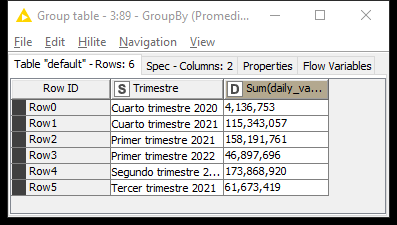 Group table - 3:89 - GroupBy (Promedi...
File Edit Hilite Navigation View
Table "default" - Rows: 6 Spec - Columns: 2 Properties Flow Variables
Row ID S Trimestre D Sum(daily_va...
Row0 Cuarto trimestre 2020 4,136,753
Row1 Cuarto trimestre 2021 115,343,057
Row2 Primer trimestre 2021 158,191,761
Row3 Primer trimestre 2022 46,897,696
Row4 Segundo trimestre 2... 173,868,920
Row5 Tercer trimestre 2021 61,673,419